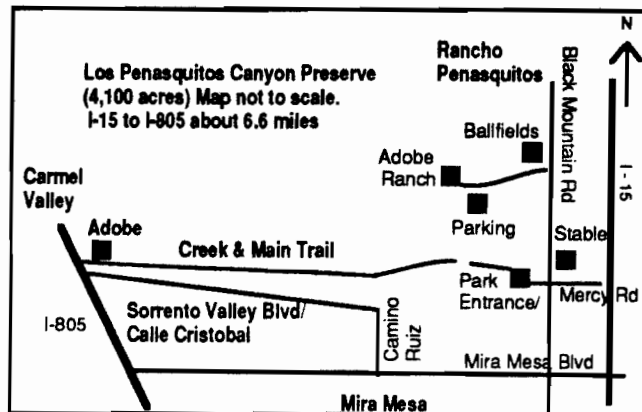 N
Rancho
Penasquitos
Los Penasquitos Canyon Preserve
(4,100 acres) Map not to scale.
I-15 to I-805 about 6.6 miles
Black Mountain Rd
I-15
Ballfields
Adobe
Ranch
Carmel
Valley
Parking
Stable
Adobe
Creek & Main Trail
Park
Entrance/
Mercy Rd
Sorrento Valley Blvd/
Calle Cristobal
I-805
Camino
Ruiz
Mira Mesa Blvd
Mira Mesa